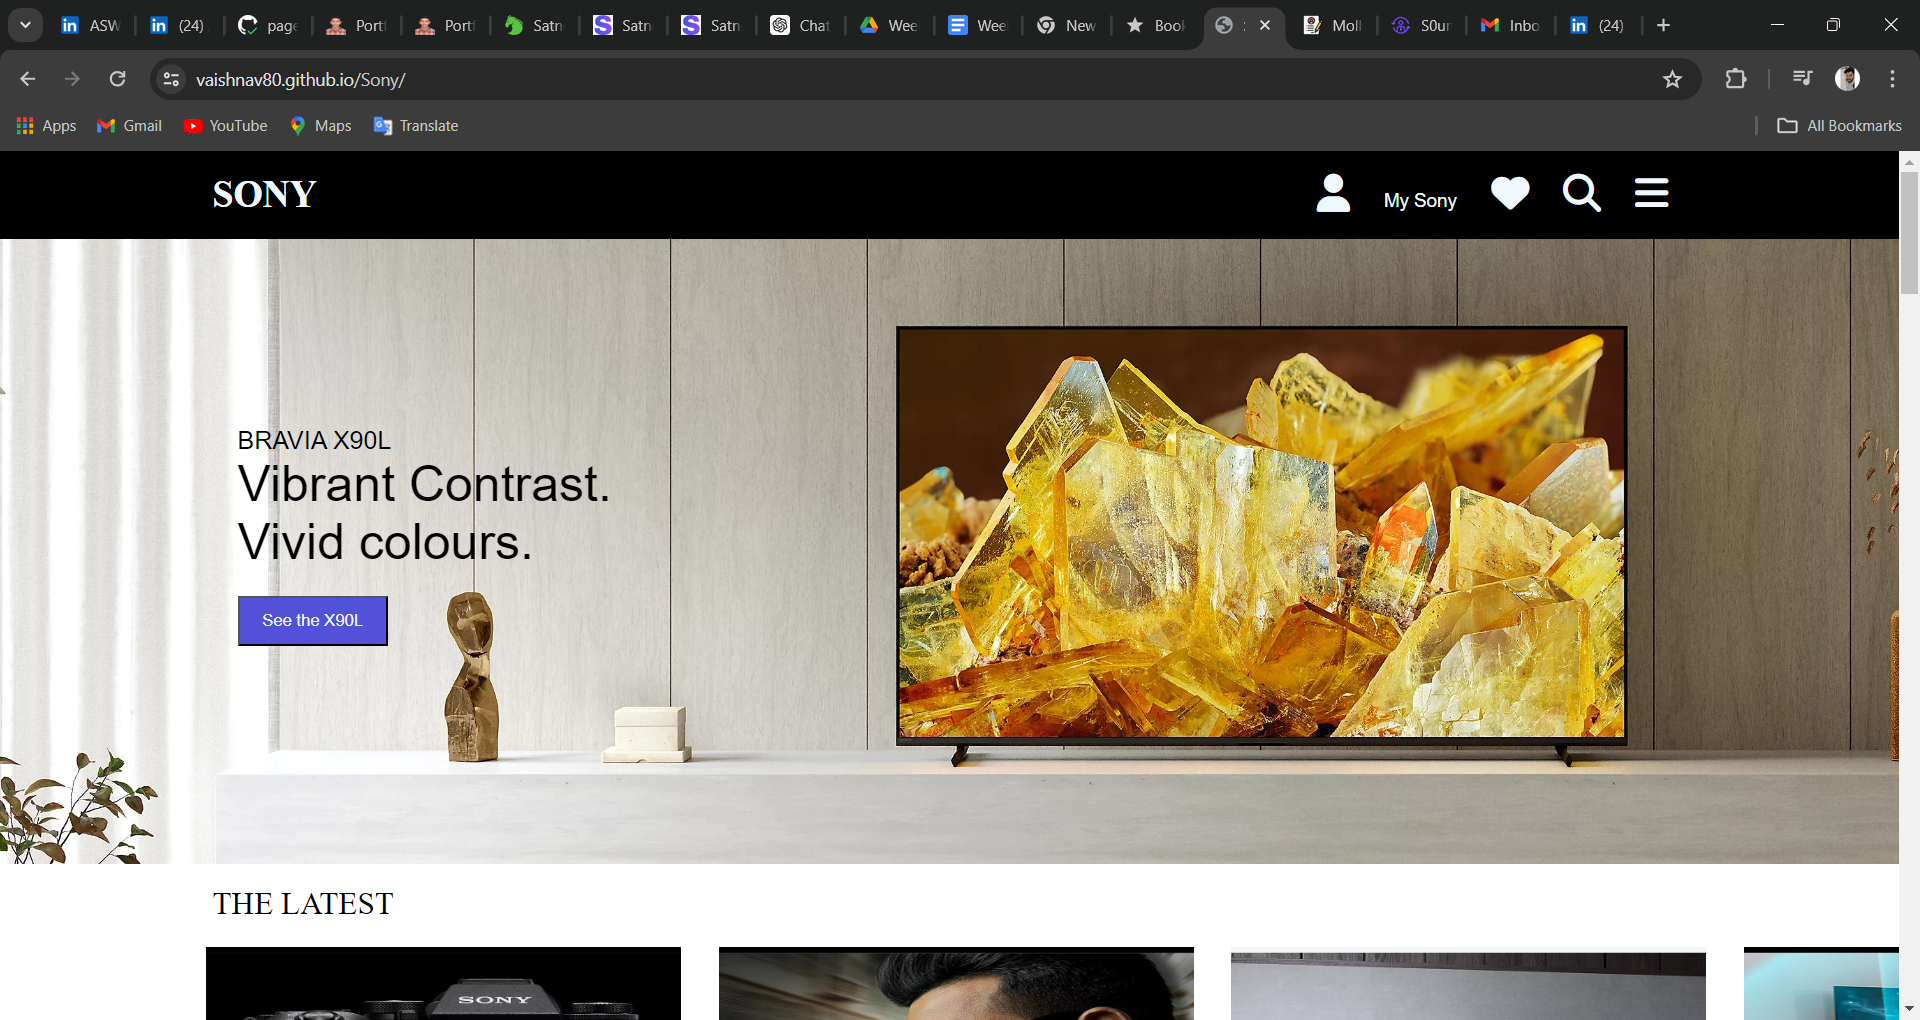 ASW
(24)
page
Port
Port
Satn
Satn
Satn
Chat
Wee
Wee
New
Book
Moll
S0ur
Inbo
(24)
vaishnav80.github.io/Sony/
Apps
Gmail
YouTube
Maps
Translate
All Bookmarks
SONY
My Sony
BRAVIA X90L
Vibrant Contrast.
Vivid colours.
See the X90L
THE LATEST
SONY